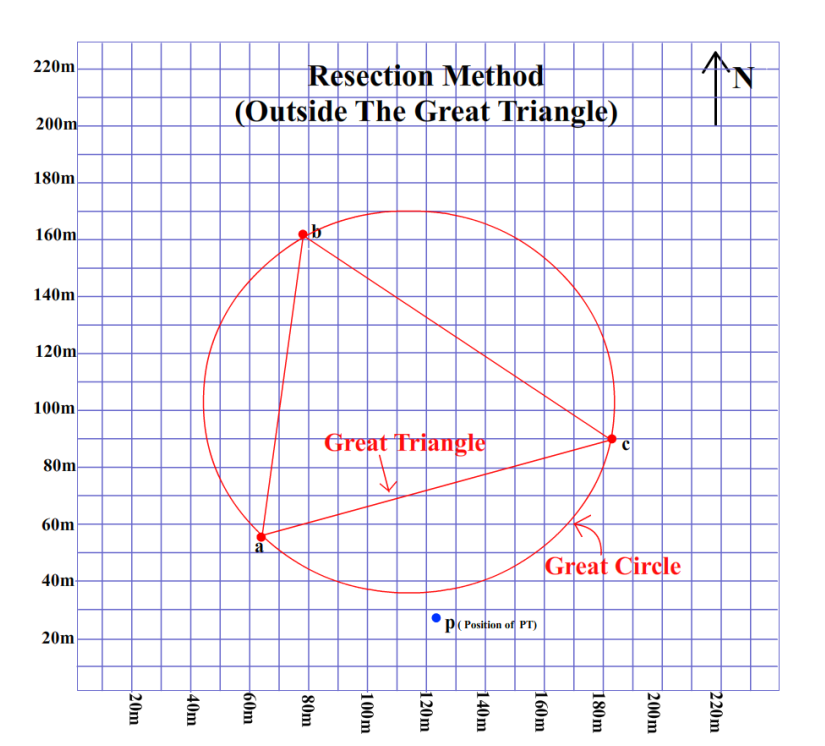 Resection Method
(Outside The Great Triangle)
N
220m
200m
180m
160m
140m
120m
100m
80m
60m
40m
20m
b
c
a
Great Triangle
Great Circle
p ( Position of PT)
20m
40m
60m
80m
100m
120m
140m
160m
180m
200m
220m